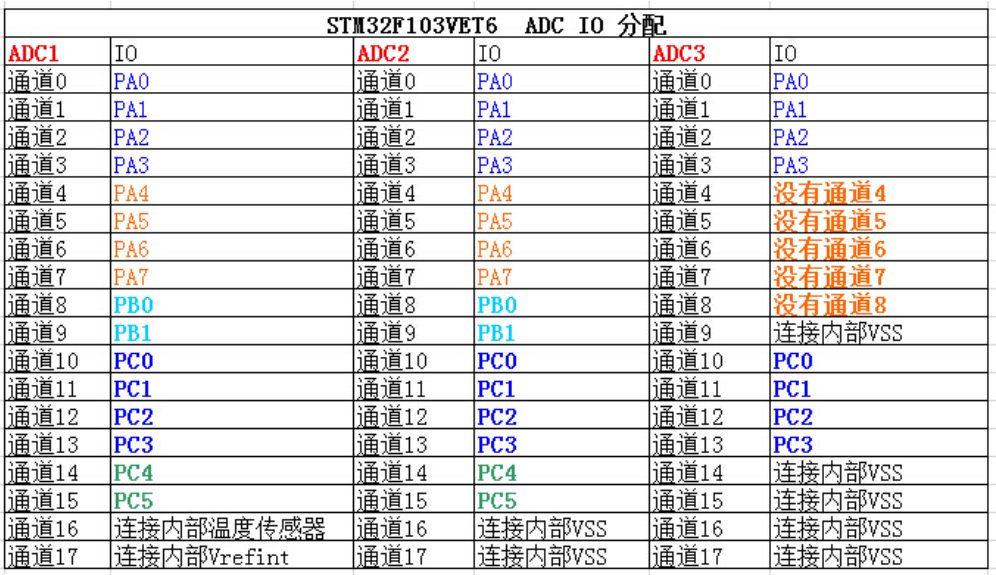 STM32F103VET6 ADC IO 分配
ADC1 IO ADC2 IO ADC3 IO
通道0 PA0 通道0 PA0 通道0 PA0
通道1 PA1 通道1 PA1 通道1 PA1
通道2 PA2 通道2 PA2 通道2 PA2
通道3 PA3 通道3 PA3 通道3 PA3
通道4 PA4 通道4 PA4 通道4 没有通道4
通道5 PA5 通道5 PA5 通道5 没有通道5
通道6 PA6 通道6 PA6 通道6 没有通道6
通道7 PA7 通道7 PA7 通道7 没有通道7
通道8 PB0 通道8 PB0 通道8 没有通道8
通道9 PB1 通道9 PB1 通道9 连接内部VSS
通道10 PC0 通道10 PC0 通道10 PC0
通道11 PC1 通道11 PC1 通道11 PC1
通道12 PC2 通道12 PC2 通道12 PC2
通道13 PC3 通道13 PC3 通道13 PC3
通道14 PC4 通道14 PC4 通道14 连接内部VSS
通道15 PC5 通道15 PC5 通道15 连接内部VSS
通道16 连接内部温度传感器 通道16 连接内部VSS 通道16 连接内部VSS
通道17 连接内部Vrefint 通道17 连接内部VSS 通道17 连接内部VSS